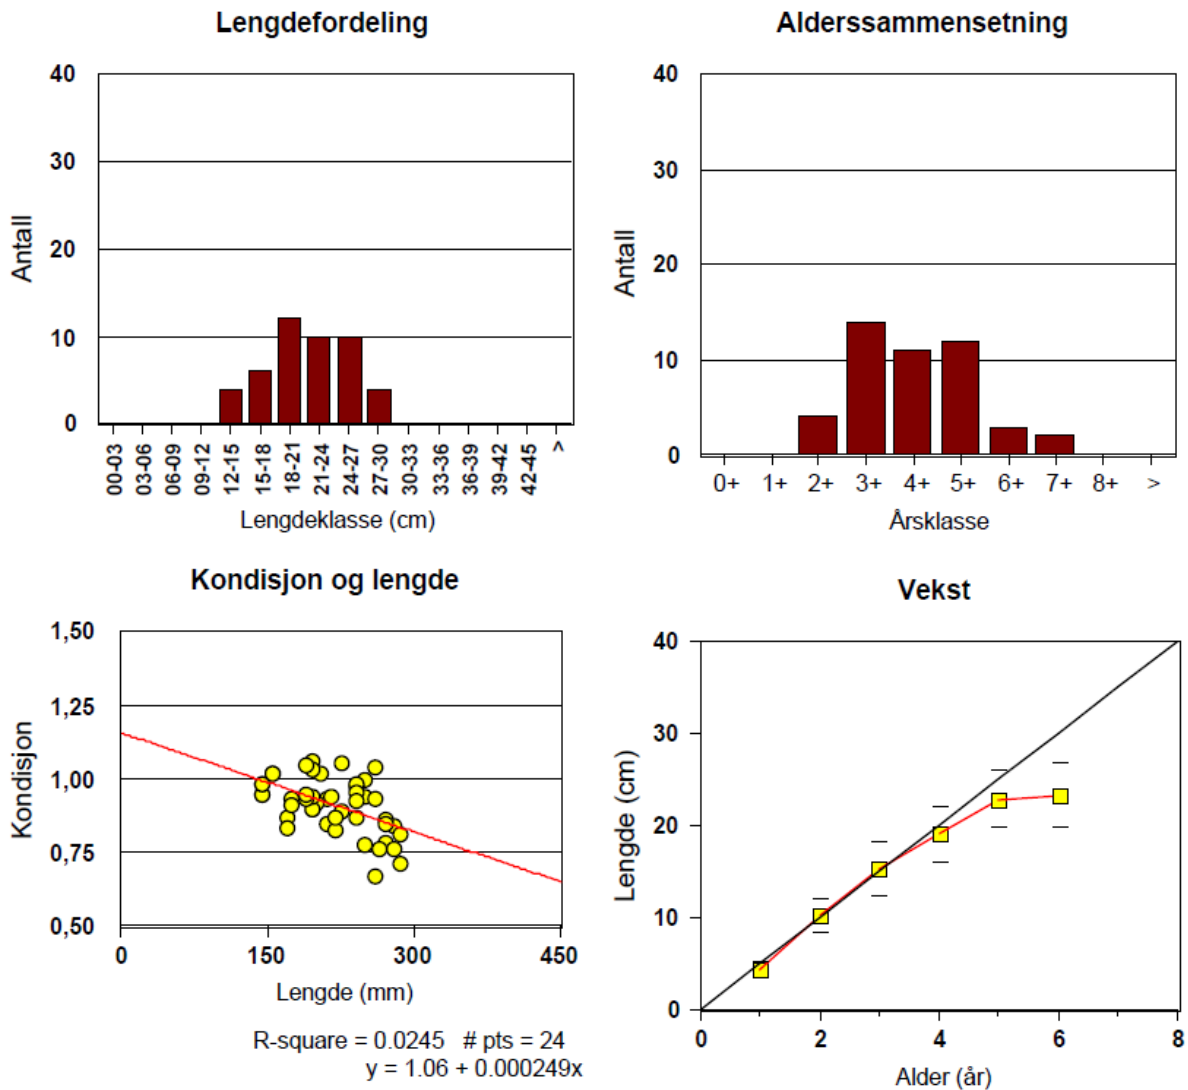 Lengdefordeling
40
30
20
10
0
Antall
00-03
03-06
06-09
09-12
12-15
15-18
18-21
21-24
24-27
27-30
30-33
33-36
36-39
39-42
42-45
>
Lengdeklasse (cm)
Alderssammensetning
40
30
20
10
0
Antall
0+ 1+ 2+ 3+ 4+ 5+ 6+ 7+ 8+ >
Årsklasse
Kondisjon og lengde
1,50
1,25
1,00
0,75
0,50
Kondisjon
0 150 300 450
Lengde (mm)
R-square = 0.0245 # pts = 24
y = 1.06 + 0.000249x
Vekst
40
30
20
10
0
Lengde (cm)
0 2 4 6 8
Alder (år)